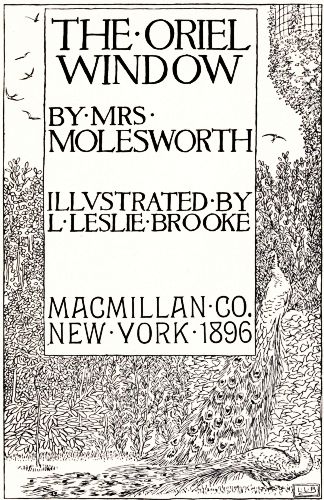 THE·ORIEL
WINDOW
BY·MRS·
MOLESWORTH
ILLVSTRATED·BY
L·LESLIE·BROOKE
MACMILLAN·CO.
NEW·YORK·1896
L L B